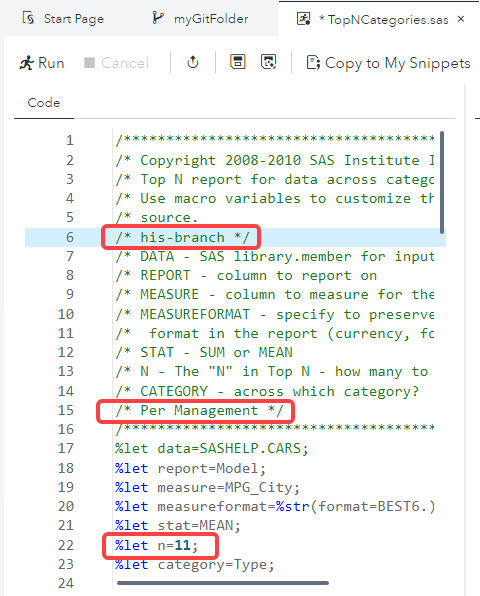 Start Page myGitFolder * TopNCategories.sas ×
Run Cancel Copy to My Snippets
Code
1 /**************************************
2 /* Copyright 2008-2010 SAS Institute I
3 /* Top N report for data across catego
4 /* Use macro variables to customize th
5 /* source.
6 /* his-branch */
7 /* DATA - SAS library.member for input
8 /* REPORT - column to report on
9 /* MEASURE - column to measure for the
10 /* MEASUREFORMAT - specify to preserve
11 /*  format in the report (currency, fo
12 /* STAT - SUM or MEAN
13 /* N - The "N" in Top N - how many to
14 /* CATEGORY - across which category?
15 /* Per Management */
16 /**************************************
17 %let data=SASHELP.CARS;
18 %let report=Model;
19 %let measure=MPG_City;
20 %let measureformat=%str(format=BEST6.)
21 %let stat=MEAN;
22 %let n=11;
23 %let category=Type;
24